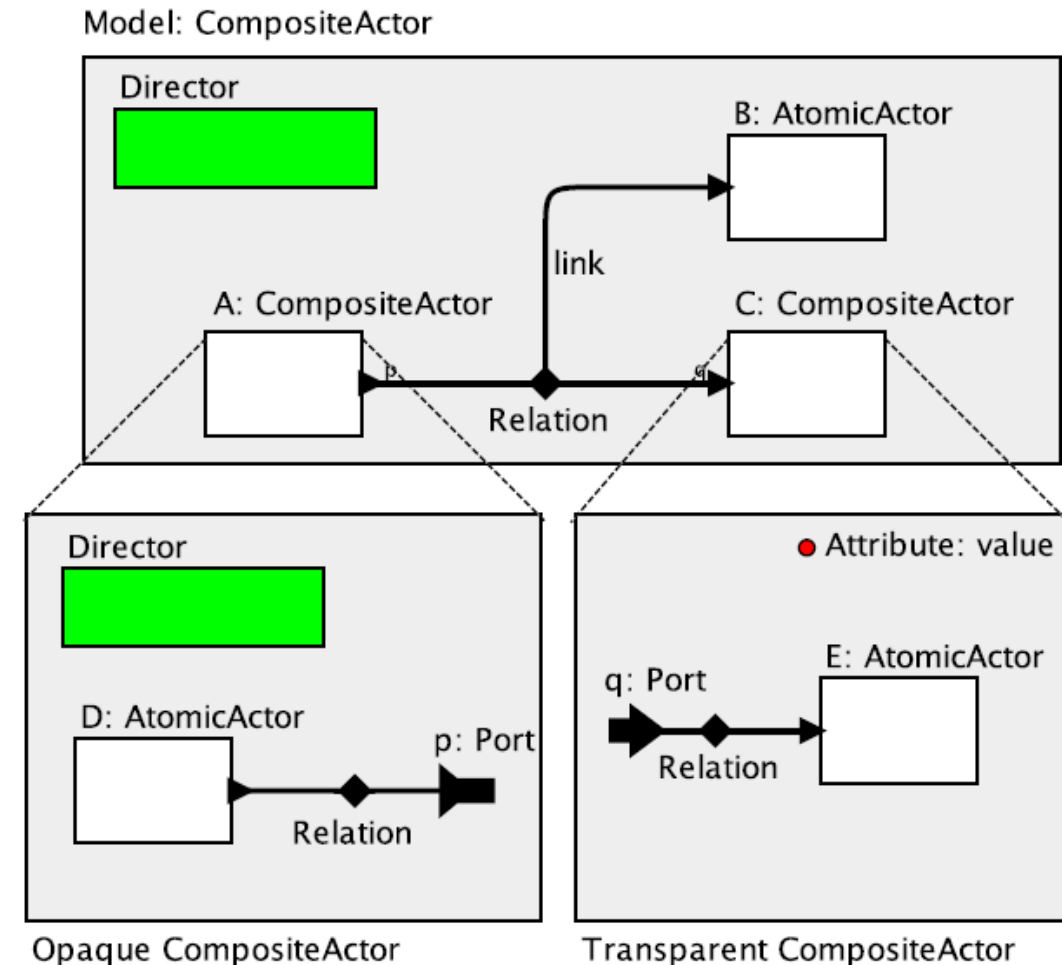 Model: CompositeActor
Director
B: AtomicActor
link
A: CompositeActor
C: CompositeActor
p
q
Relation
Director
Attribute: value
D: AtomicActor
p: Port
Relation
q: Port
E: AtomicActor
Relation
Opaque CompositeActor
Transparent CompositeActor